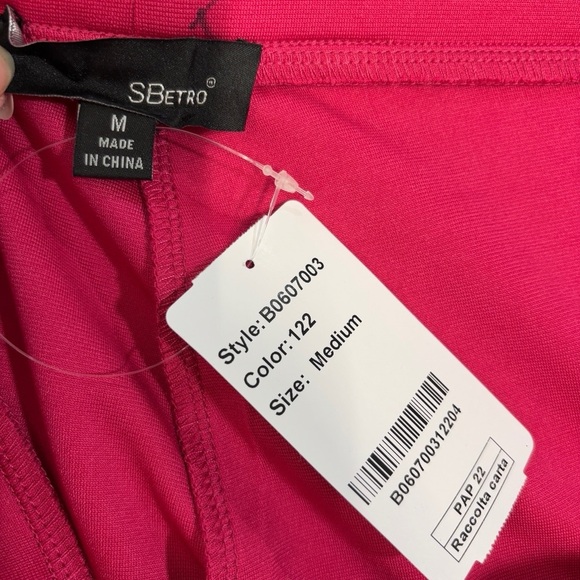 SBETRO®
M
MADE
IN CHINA
Style: B0607003
Color: 122
Size: Medium
B060700312204
PAP 22
Raccolta carta